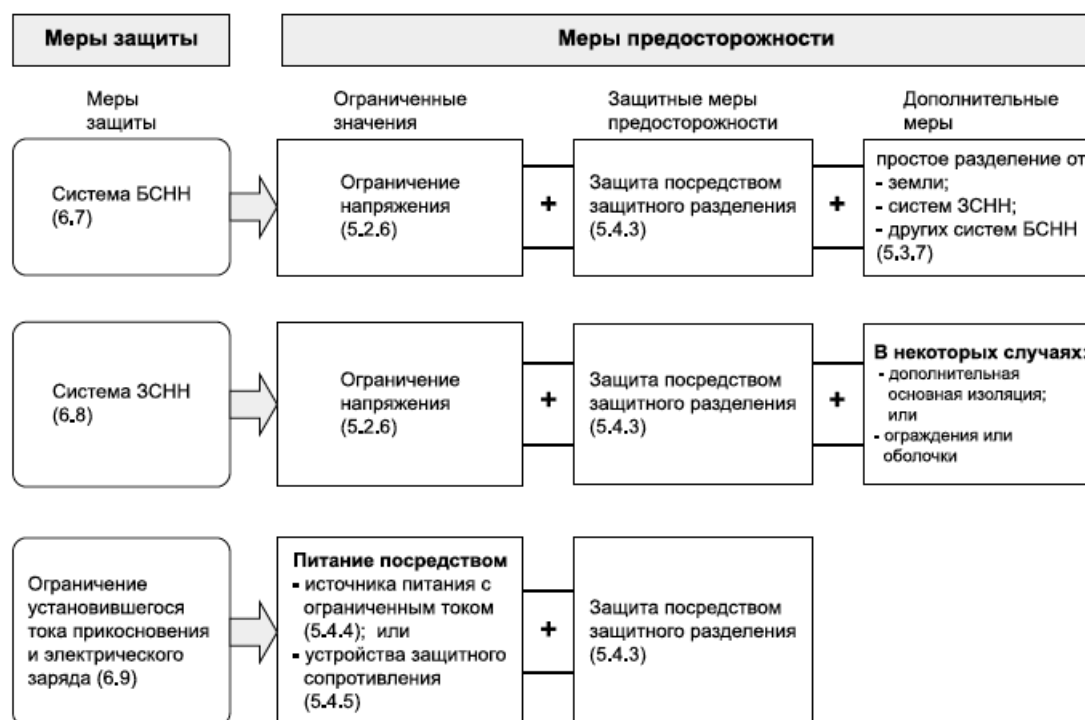 Меры защиты
Меры предосторожности
Меры
защиты
Ограниченные
значения
Защитные меры
предосторожности
Дополнительные
меры
Система БСНН
(6.7)
Ограничение
напряжения
(5.2.6)
+
Защита посредством
защитного разделения
(5.4.3)
+
простое разделение от
- земли;
- систем ЗСНН;
- других систем БСНН
(5.3.7)
Система ЗСНН
(6.8)
Ограничение
напряжения
(5.2.6)
+
Защита посредством
защитного разделения
(5.4.3)
+
В некоторых случаях:
- дополнительная
основная изоляция;
или
- ограждения или
оболочки
Ограничение
установившегося
тока прикосновения
и электрического
заряда (6.9)
Питание посредством
- источника питания с
ограниченным током
(5.4.4); или
- устройства защитного
сопротивления
(5.4.5)
+
Защита посредством
защитного разделения
(5.4.3)